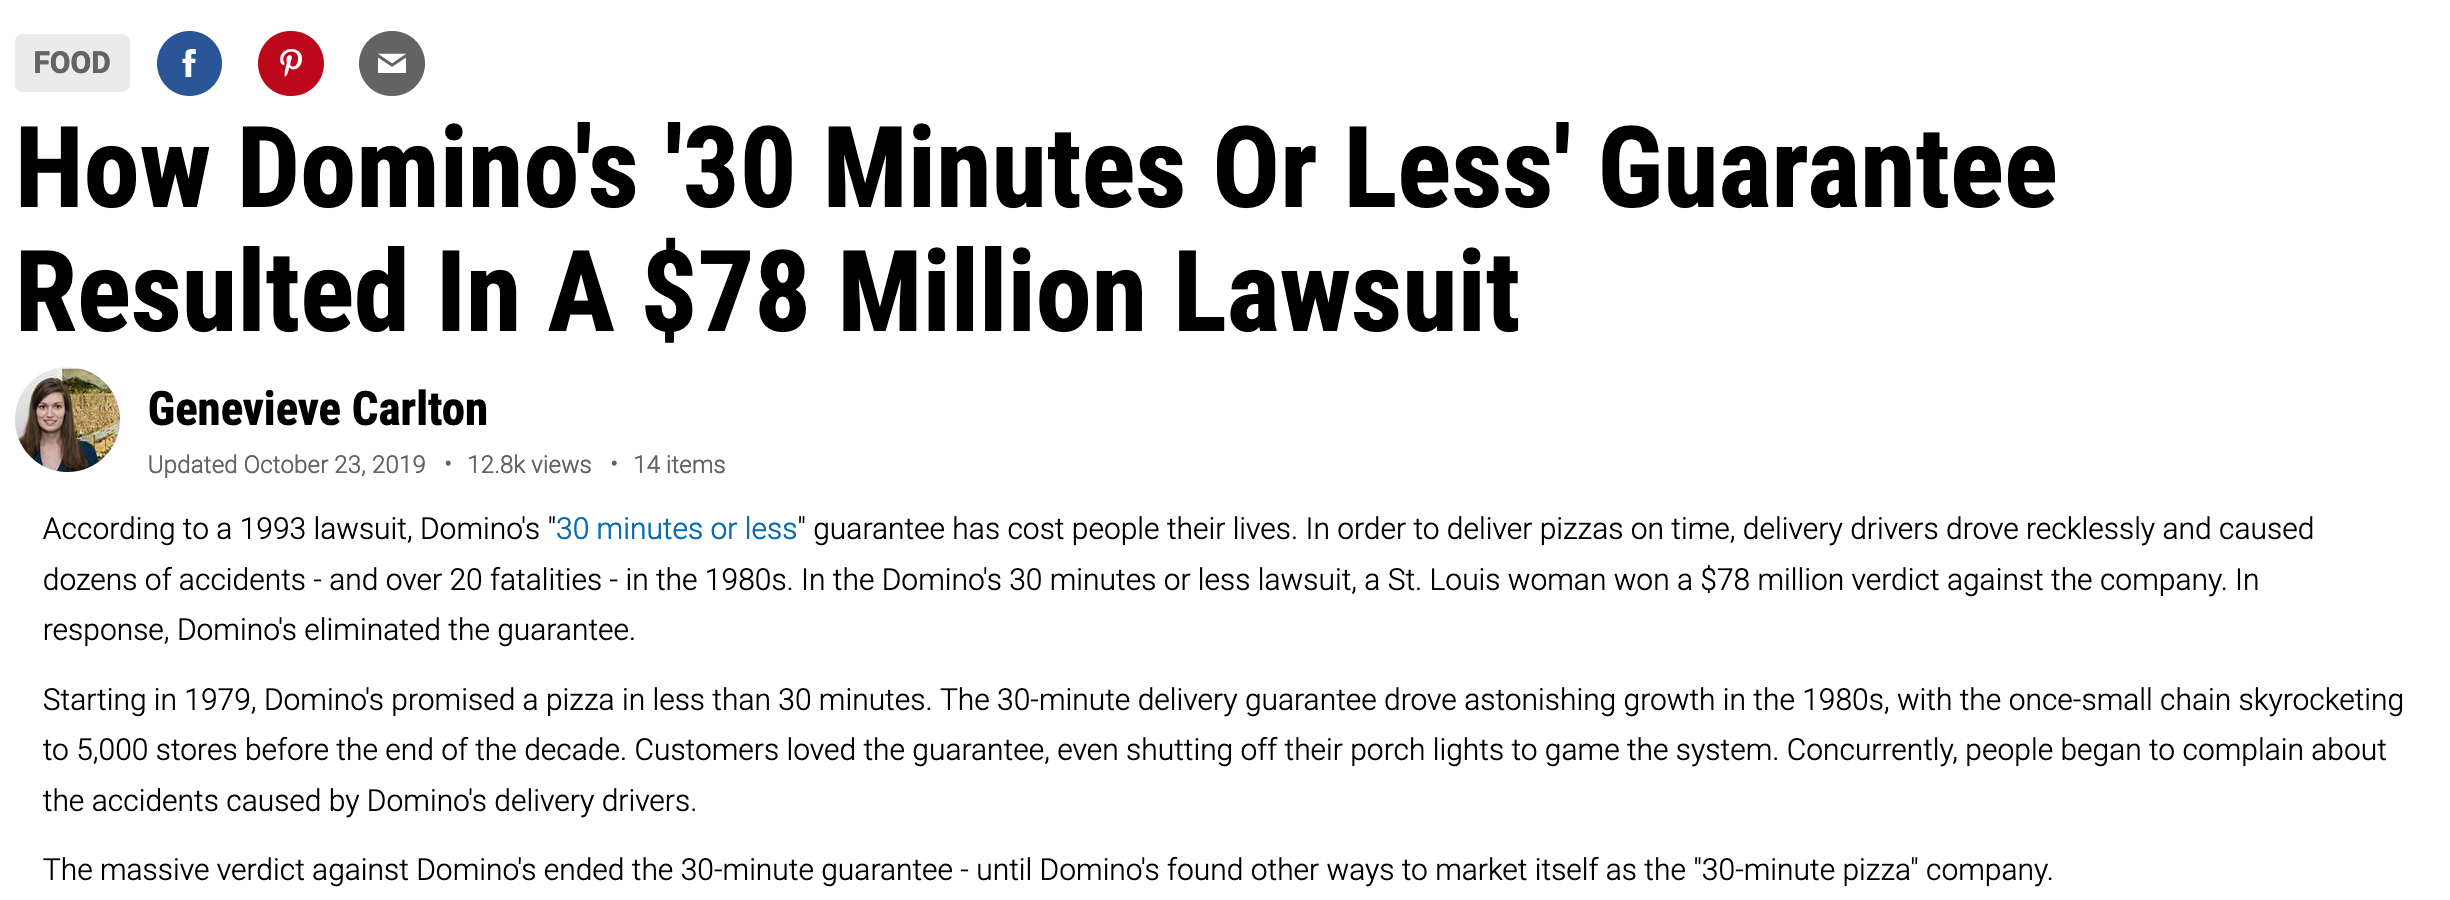 FOOD
How Domino's '30 Minutes Or Less' Guarantee
Resulted In A $78 Million Lawsuit
Genevieve Carlton
Updated October 23, 2019 • 12.8k views • 14 items
According to a 1993 lawsuit, Domino's "30 minutes or less" guarantee has cost people their lives. In order to deliver pizzas on time, delivery drivers drove recklessly and caused
dozens of accidents - and over 20 fatalities - in the 1980s. In the Domino's 30 minutes or less lawsuit, a St. Louis woman won a $78 million verdict against the company. In
response, Domino's eliminated the guarantee.
Starting in 1979, Domino's promised a pizza in less than 30 minutes. The 30-minute delivery guarantee drove astonishing growth in the 1980s, with the once-small chain skyrocketing
to 5,000 stores before the end of the decade. Customers loved the guarantee, even shutting off their porch lights to game the system. Concurrently, people began to complain about
the accidents caused by Domino's delivery drivers.
The massive verdict against Domino's ended the 30-minute guarantee - until Domino's found other ways to market itself as the "30-minute pizza" company.